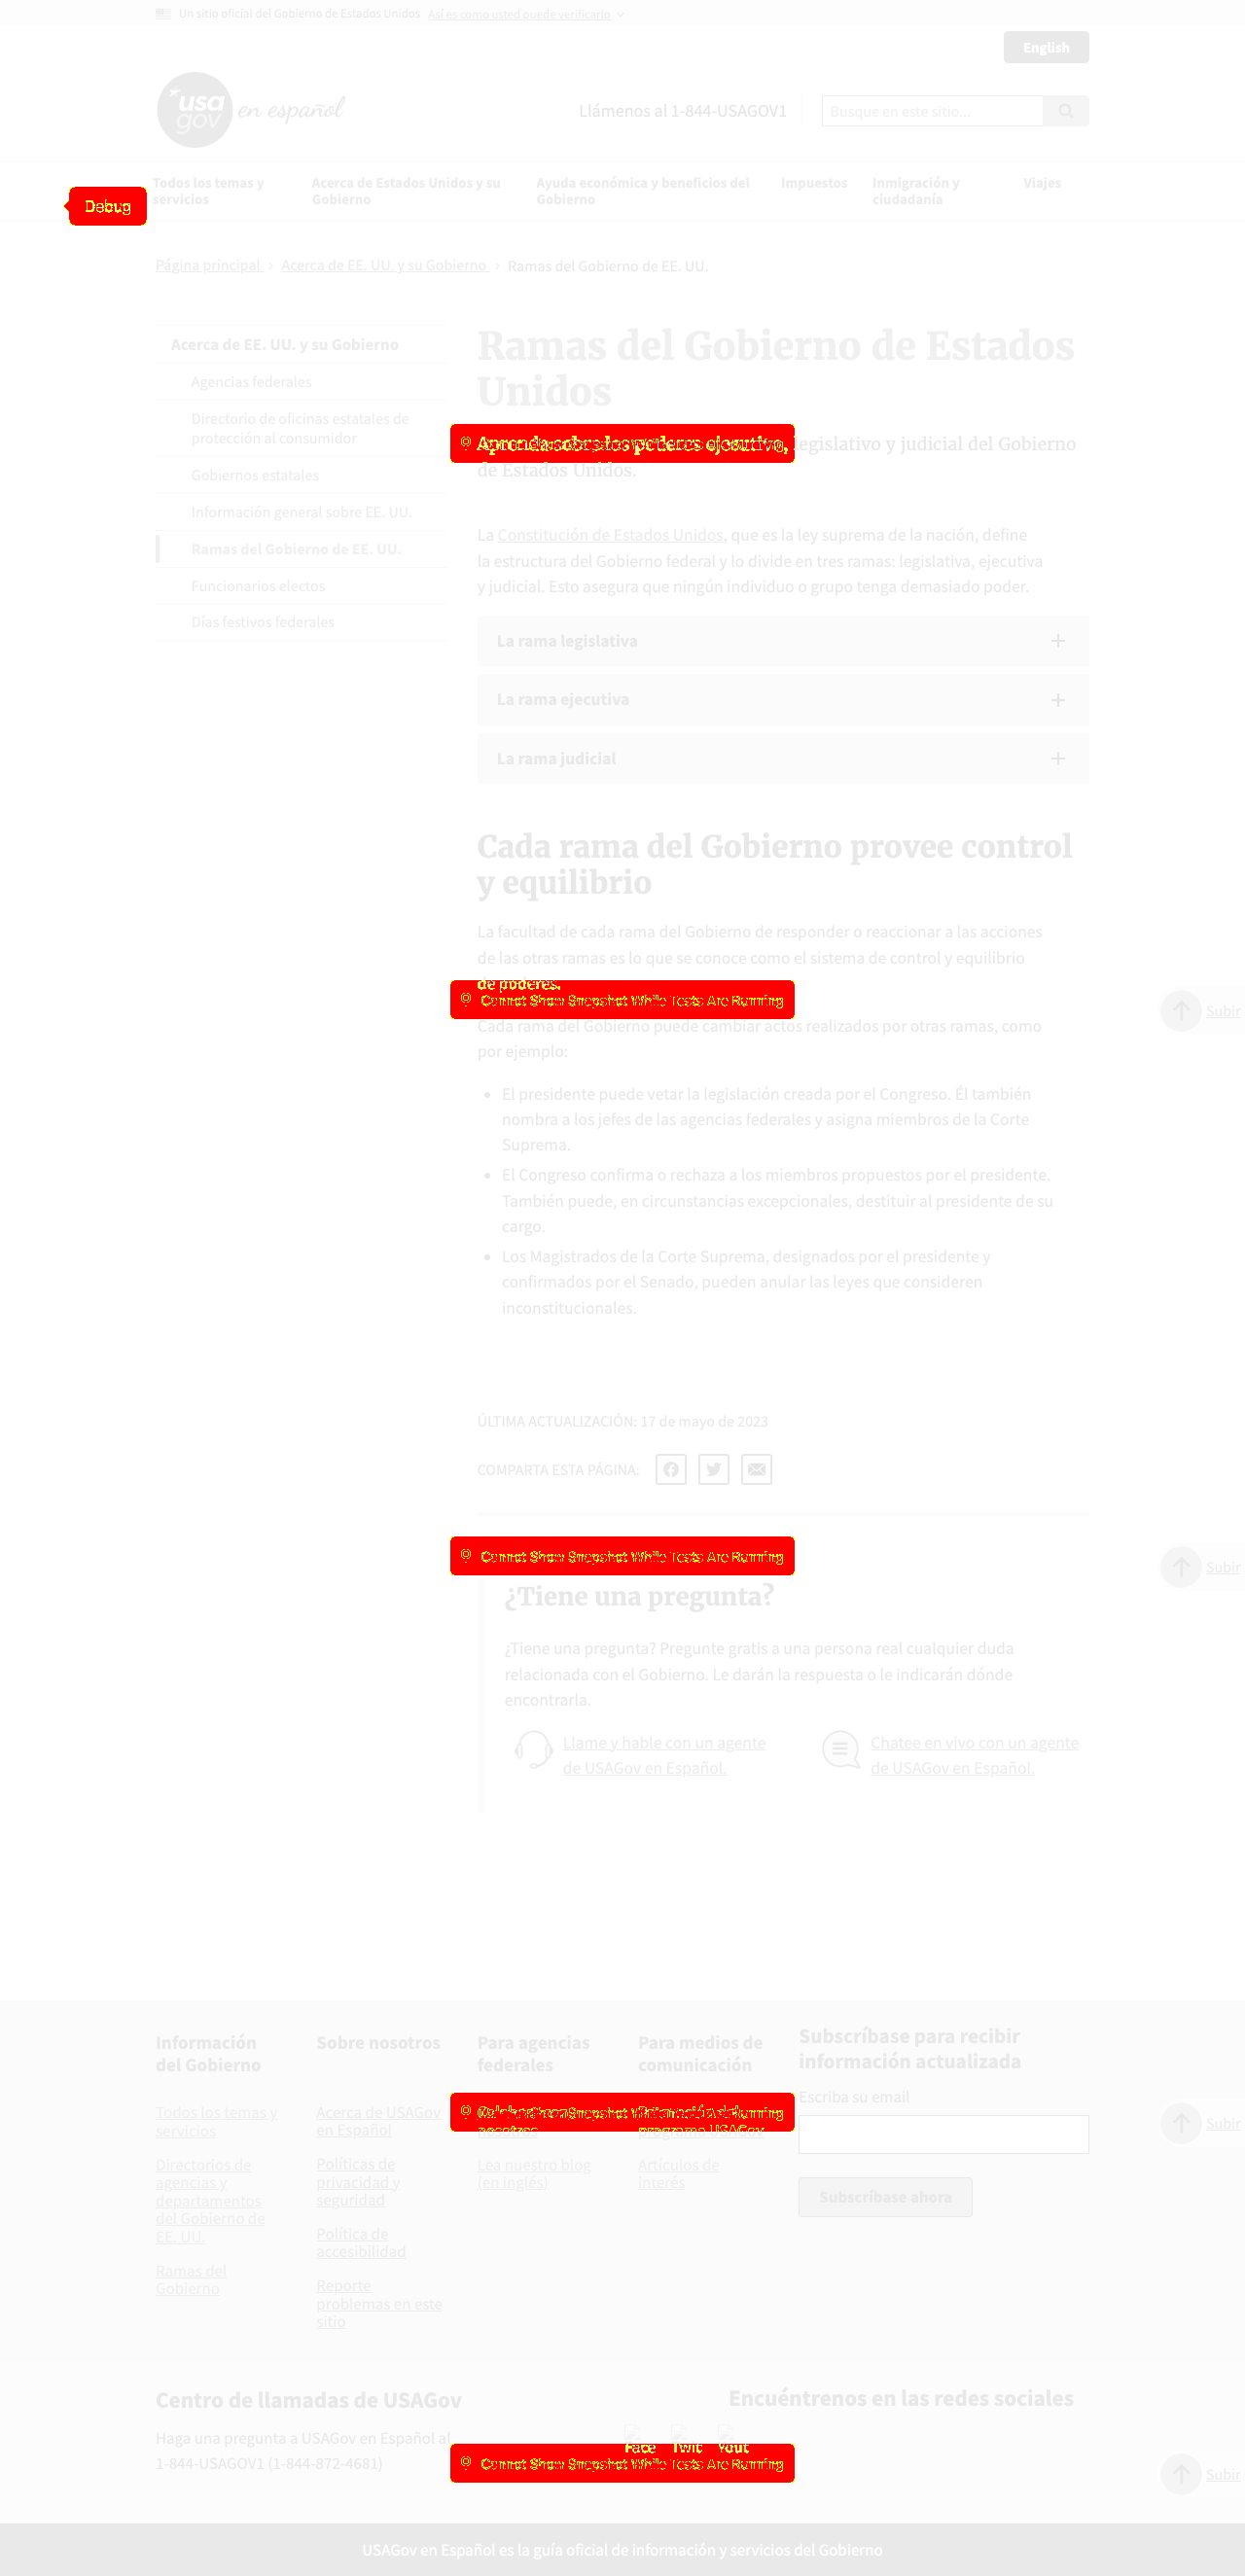 Un sitio oficial del Gobierno de Estados Unidos Así es como usted puede verificarlo
English
usa gov en español
Llámenos al 1-844-USAGOV1
Busque en este sitio...
Todos los temas y servicios
Acerca de Estados Unidos y su Gobierno
Ayuda económica y beneficios del Gobierno
Impuestos
Inmigración y ciudadanía
Viajes
Debug
Página principal › Acerca de EE. UU. y su Gobierno › Ramas del Gobierno de EE. UU.
Acerca de EE. UU. y su Gobierno
Agencias federales
Directorio de oficinas estatales de
protección al consumidor
Gobiernos estatales
Información general sobre EE. UU.
Ramas del Gobierno de EE. UU.
Funcionarios electos
Días festivos federales
Ramas del Gobierno de Estados
Unidos
Aprenda sobre los poderes ejecutivo, legislativo y judicial del Gobierno
de Estados Unidos.
La Constitución de Estados Unidos, que es la ley suprema de la nación, define
la estructura del Gobierno federal y lo divide en tres ramas: legislativa, ejecutiva
y judicial. Esto asegura que ningún individuo o grupo tenga demasiado poder.
La rama legislativa
La rama ejecutiva
La rama judicial
Cada rama del Gobierno provee control
y equilibrio
La facultad de cada rama del Gobierno de responder o reaccionar a las acciones
de las otras ramas es lo que se conoce como el sistema de control y equilibrio
de poderes.
Cannot Show Snapshot While Tests Are Running
Subir
Cada rama del Gobierno puede cambiar actos realizados por otras ramas, como
por ejemplo:
El presidente puede vetar la legislación creada por el Congreso. Él también
nombra a los jefes de las agencias federales y asigna miembros de la Corte
Suprema.
El Congreso confirma o rechaza a los miembros propuestos por el presidente.
También puede, en circunstancias excepcionales, destituir al presidente de su
cargo.
Los Magistrados de la Corte Suprema, designados por el presidente y
confirmados por el Senado, pueden anular las leyes que consideren
inconstitucionales.
ÚLTIMA ACTUALIZACIÓN: 17 de mayo de 2023
COMPARTA ESTA PÁGINA:
Cannot Show Snapshot While Tests Are Running
Subir
¿Tiene una pregunta?
¿Tiene una pregunta? Pregunte gratis a una persona real cualquier duda
relacionada con el Gobierno. Le darán la respuesta o le indicarán dónde
encontrarla.
Llame y hable con un agente
de USAGov en Español.
Chatee en vivo con un agente
de USAGov en Español.
Información
del Gobierno
Todos los temas y
servicios
Directorios de
agencias y
departamentos
del Gobierno de
EE. UU.
Ramas del
Gobierno
Sobre nosotros
Acerca de USAGov
en Español
Políticas de
privacidad y
seguridad
Política de
accesibilidad
Reporte
problemas en este
sitio
Para agencias
federales
Lea nuestro blog
(en inglés)
Para medios de
comunicación
programa USAGov
Artículos de
interés
Subscríbase para recibir
información actualizada
Escriba su email
Subscríbase ahora
Subir
Centro de llamadas de USAGov
Haga una pregunta a USAGov en Español al
1-844-USAGOV1 (1-844-872-4681)
Encuéntrenos en las redes sociales
Face Twit Yout
Cannot Show Snapshot While Tests Are Running
Subir
USAGov en Español es la guía oficial de información y servicios del Gobierno